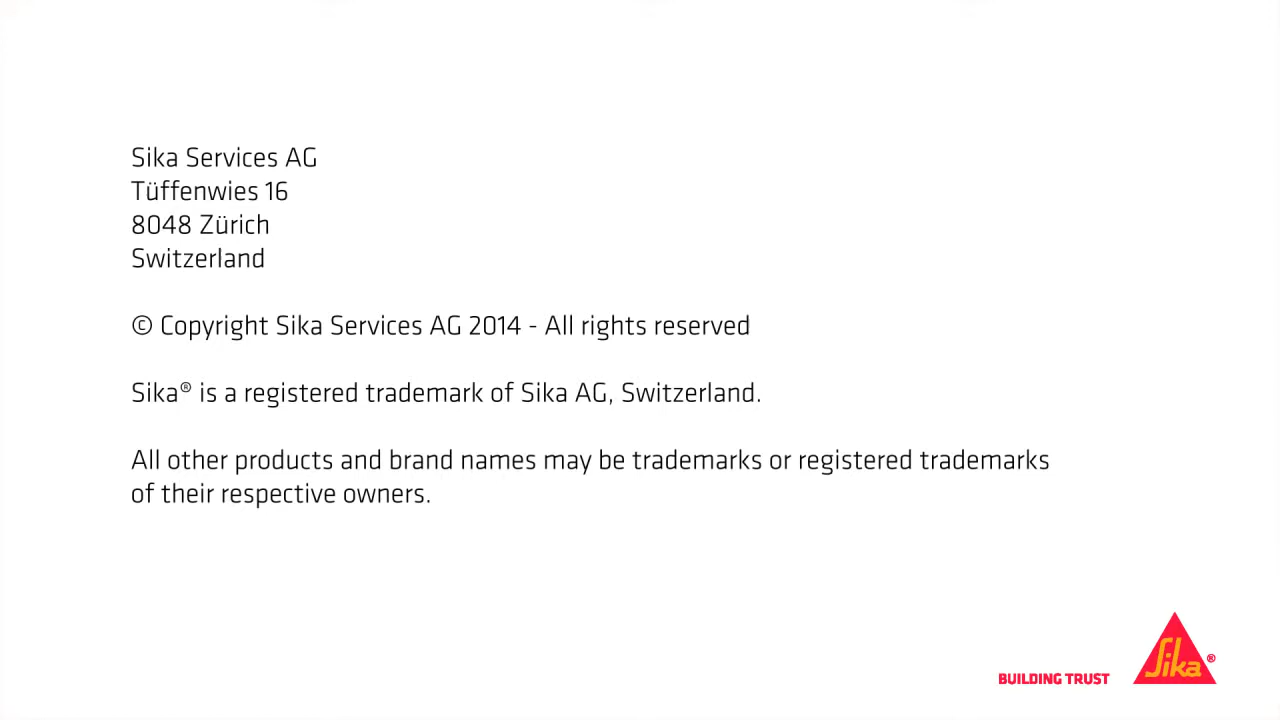 Sika Services AG
Tüffenwies 16
8048 Zürich
Switzerland
© Copyright Sika Services AG 2014 - All rights reserved
Sika® is a registered trademark of Sika AG, Switzerland.
All other products and brand names may be trademarks or registered trademarks
of their respective owners.
BUILDING TRUST
Sika®